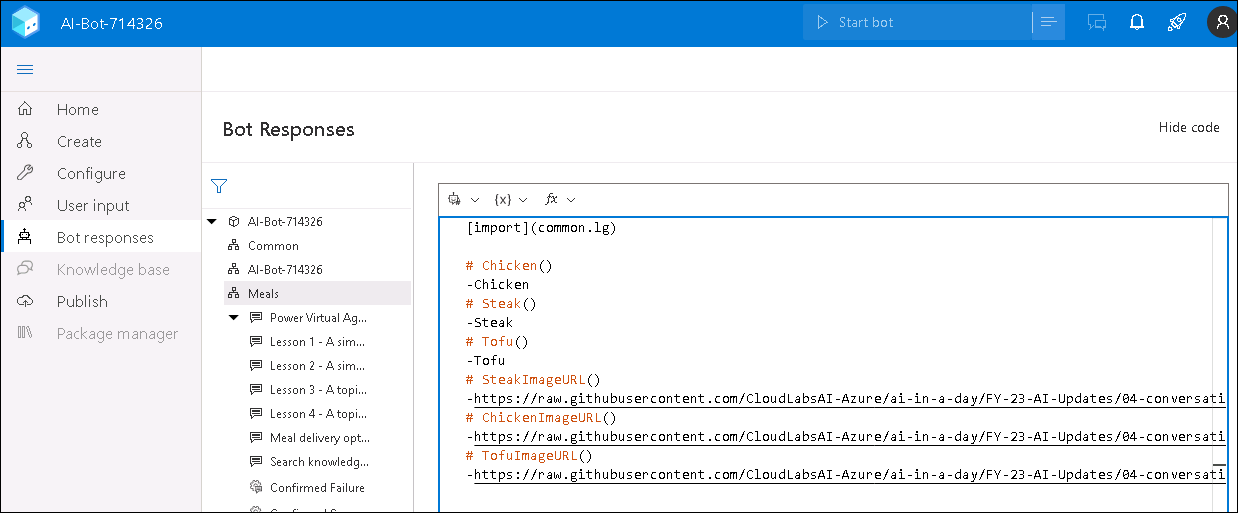 AI-Bot-714326
Start bot
Home
Create
Configure
User input
Bot responses
Knowledge base
Publish
Package manager
Bot Responses
Hide code
AI-Bot-714326
Common
AI-Bot-714326
Meals
Power Virtual Ag...
Lesson 1 - A sim...
Lesson 2 - A sim...
Lesson 3 - A topi...
Lesson 4 - A topi...
Meal delivery opt...
Search knowledg...
Confirmed Failure
{x}
fx
[import](common.lg)
# Chicken()
-Chicken
# Steak()
-Steak
# Tofu()
-Tofu
# SteakImageURL()
-https://raw.githubusercontent.com/CloudLabsAI-Azure/ai-in-a-day/FY-23-AI-Updates/04-conversati
# ChickenImageURL()
-https://raw.githubusercontent.com/CloudLabsAI-Azure/ai-in-a-day/FY-23-AI-Updates/04-conversati
# TofuImageURL()
-https://raw.githubusercontent.com/CloudLabsAI-Azure/ai-in-a-day/FY-23-AI-Updates/04-conversati